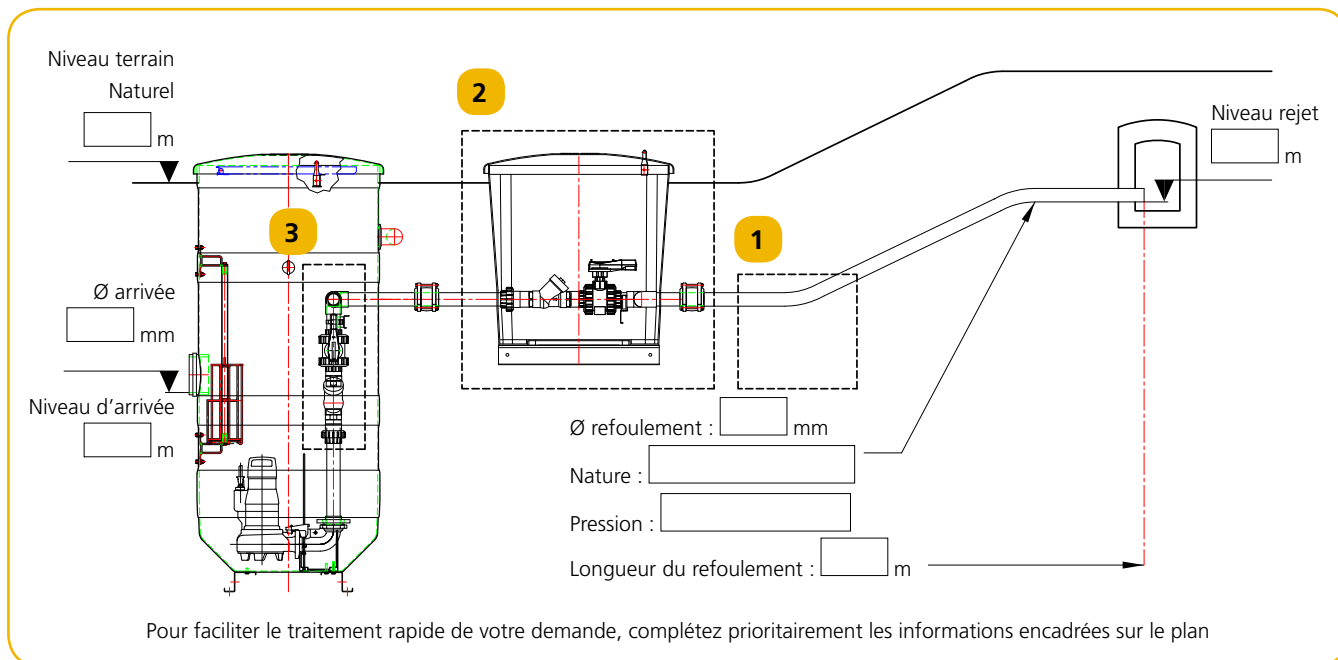 Niveau terrain
Naturel
m
2
Niveau rejet
m
3
1
Ø arrivée
mm
Niveau d’arrivée
m
Ø refoulement : mm
Nature :
Pression :
Longueur du refoulement : m
Pour faciliter le traitement rapide de votre demande, complétez prioritairement les informations encadrées sur le plan